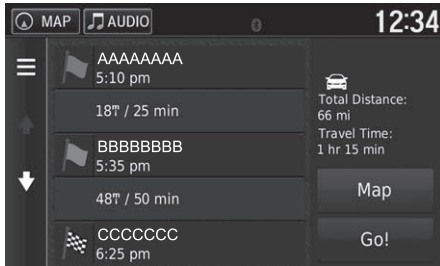 MAP
AUDIO
12:34
AAAAAAAA
5:10 pm
18 / 25 min
BBBBBBBB
5:35 pm
48 / 50 min
CCCCCCC
6:25 pm
Total Distance:
66 mi
Travel Time:
1 hr 15 min
Map
Go!